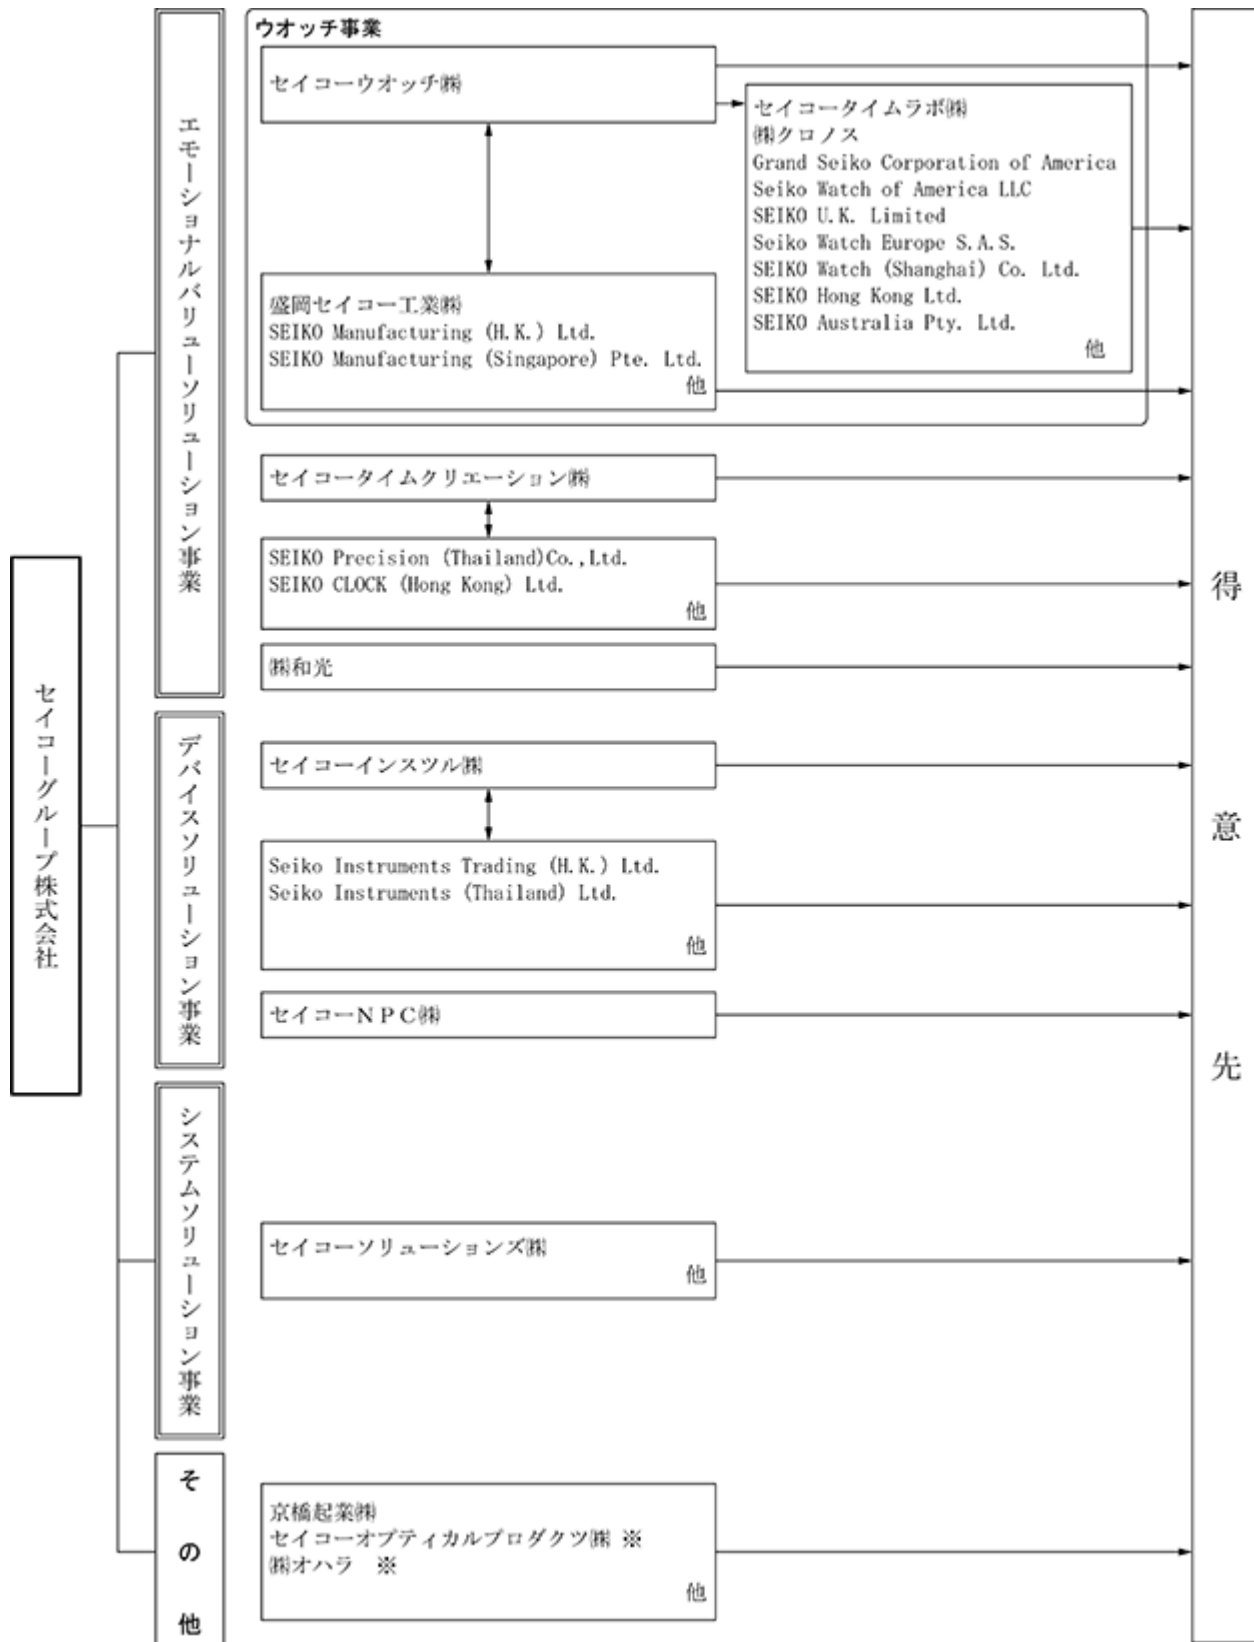 セイコーグループ株式会社
エモーショナルバリューソリューション事業
ウオッチ事業
セイコーウオッチ㈱
セイコータイムラボ㈱
㈱クロノス
Grand Seiko Corporation of America
Seiko Watch of America LLC
SEIKO U.K. Limited
Seiko Watch Europe S.A.S.
SEIKO Watch (Shanghai) Co. Ltd.
SEIKO Hong Kong Ltd.
SEIKO Australia Pty. Ltd.
他
盛岡セイコー工業㈱
SEIKO Manufacturing (H.K.) Ltd.
SEIKO Manufacturing (Singapore) Pte. Ltd.
他
セイコータイムクリエーション㈱
SEIKO Precision (Thailand)Co.,Ltd.
SEIKO CLOCK (Hong Kong) Ltd.
他
㈱和光
デバイスソリューション事業
セイコーインスツル㈱
Seiko Instruments Trading (H.K.) Ltd.
Seiko Instruments (Thailand) Ltd.
他
セイコーNPC㈱
システムソリューション事業
セイコーソリューションズ㈱
他
その他
京橋起業㈱
セイコーオプティカルプロダクツ㈱ ※
㈱オハラ ※
他
得意先